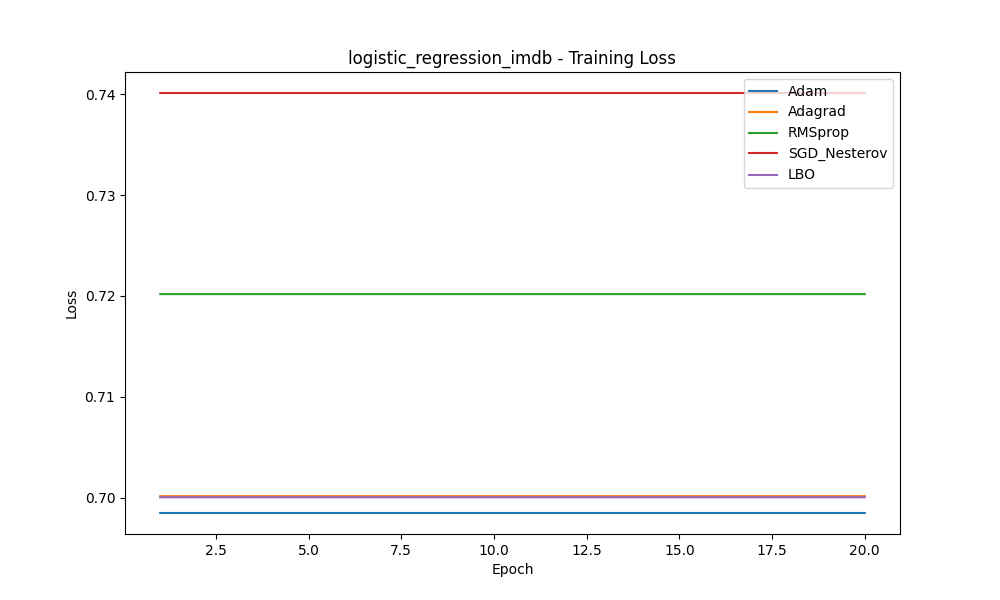 logistic_regression_imdb - Training Loss
Adam
Adagrad
RMSprop
SGD_Nesterov
LBO
0.74
0.73
0.72
0.71
0.70
Loss
2.5 5.0 7.5 10.0 12.5 15.0 17.5 20.0
Epoch